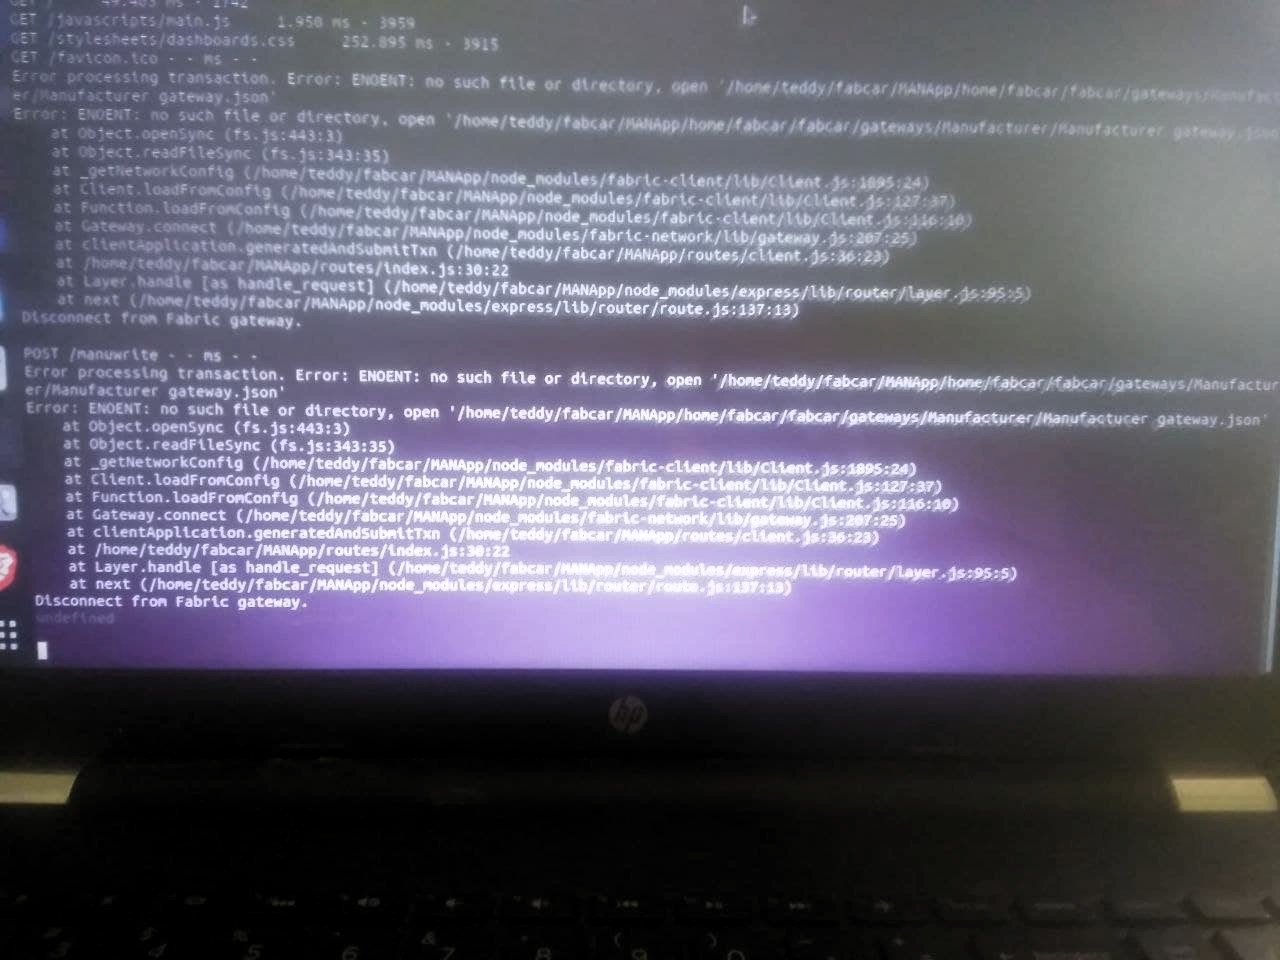 GET / 49.403 ms - 1742
GET /javascripts/main.js 1.950 ms - 3959
GET /stylesheets/dashboards.css 252.895 ms - 3915
GET /favicon.ico - - ms - -
Error processing transaction. Error: ENOENT: no such file or directory, open '/home/teddy/fabcar/MANApp/home/fabcar/fabcar/gateways/Manufactur
er/Manufacturer gateway.json'
Error: ENOENT: no such file or directory, open '/home/teddy/fabcar/MANApp/home/fabcar/fabcar/gateways/Manufacturer/Manufacturer gateway.json
at Object.openSync (fs.js:443:3)
at Object.readFileSync (fs.js:343:35)
at _getNetworkConfig (/home/teddy/fabcar/MANApp/node_modules/fabric-client/lib/Client.js:1895:24)
at Client.loadFromConfig (/home/teddy/fabcar/MANApp/node_modules/fabric-client/lib/Client.js:127:37)
at Function.loadFromConfig (/home/teddy/fabcar/MANApp/node_modules/fabric-client/lib/Client.js:116:10)
at Gateway.connect (/home/teddy/fabcar/MANApp/node_modules/fabric-network/lib/gateway.js:207:25)
at clientApplication.generatedAndSubmitTxn (/home/teddy/fabcar/MANApp/routes/client.js:36:23)
at /home/teddy/fabcar/MANApp/routes/index.js:30:22
at Layer.handle [as handle_request] (/home/teddy/fabcar/MANApp/node_modules/express/lib/router/layer.js:95:5)
at next (/home/teddy/fabcar/MANApp/node_modules/express/lib/router/route.js:137:13)
Disconnect from Fabric gateway.
POST /manuwrite - - ms - -
Error processing transaction. Error: ENOENT: no such file or directory, open '/home/teddy/fabcar/MANApp/home/fabcar/fabcar/gateways/Manufactur
er/Manufacturer gateway.json'
Error: ENOENT: no such file or directory, open '/home/teddy/fabcar/MANApp/home/fabcar/fabcar/gateways/Manufacturer/Manufacturer gateway.json'
at Object.openSync (fs.js:443:3)
at Object.readFileSync (fs.js:343:35)
at _getNetworkConfig (/home/teddy/fabcar/MANApp/node_modules/fabric-client/lib/Client.js:1895:24)
at Client.loadFromConfig (/home/teddy/fabcar/MANApp/node_modules/fabric-client/lib/Client.js:127:37)
at Function.loadFromConfig (/home/teddy/fabcar/MANApp/node_modules/fabric-client/lib/Client.js:116:10)
at Gateway.connect (/home/teddy/fabcar/MANApp/node_modules/fabric-network/lib/gateway.js:207:25)
at clientApplication.generatedAndSubmitTxn (/home/teddy/fabcar/MANApp/routes/client.js:36:23)
at /home/teddy/fabcar/MANApp/routes/index.js:30:22
at Layer.handle [as handle_request] (/home/teddy/fabcar/MANApp/node_modules/express/lib/router/layer.js:95:5)
at next (/home/teddy/fabcar/MANApp/node_modules/express/lib/router/route.js:137:13)
Disconnect from Fabric gateway.
undefined
hp